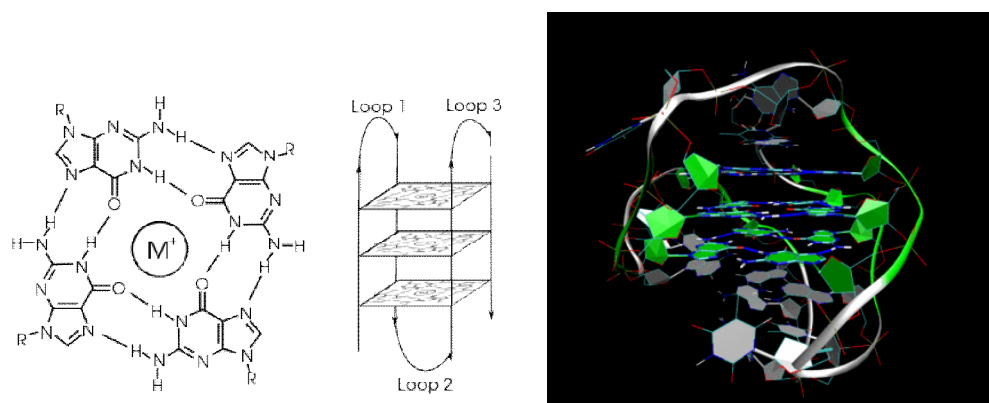 H
Loop 1 Loop 3
R
N N N H
N N R
N H
N
O O N
H N
H N H M⁺ H N H
N H
N O O
H N N
R N N
H N N N
R
H
Loop 2